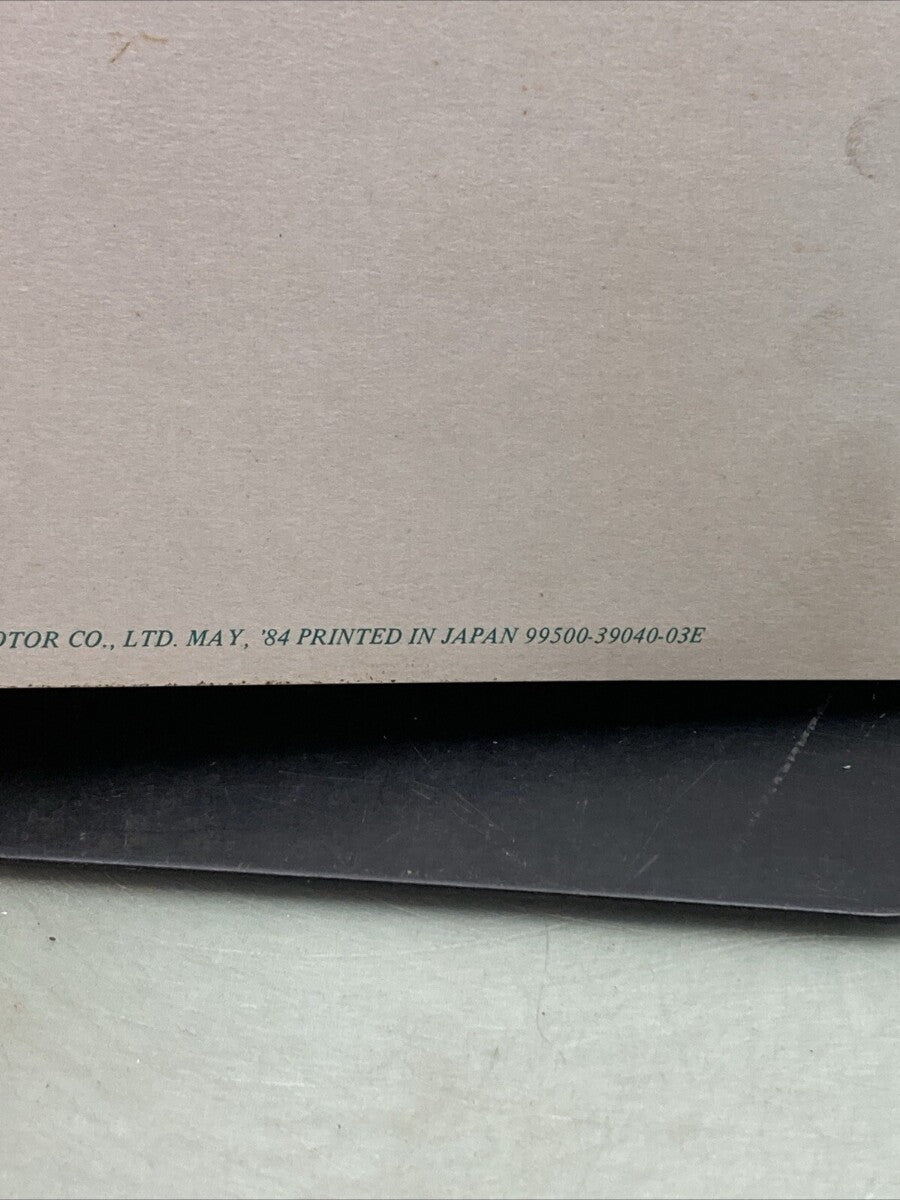 OTOR CO., LTD. MAY, '84 PRINTED IN JAPAN 99500-39040-03E